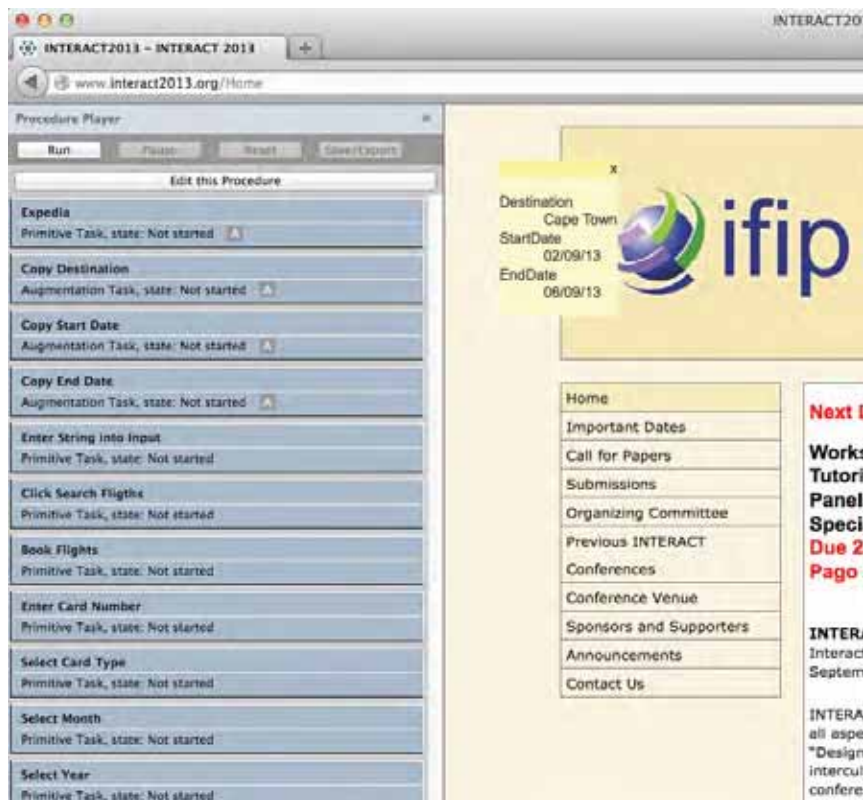 INTERACT20
INTERACT2013 – INTERACT 2013
www.interact2013.org/Home
Procedure Player
Run Pause Reset Save/Export
Edit this Procedure
Expedia
Primitive Task, state: Not started
Copy Destination
Augmentation Task, state: Not started
Copy Start Date
Augmentation Task, state: Not started
Copy End Date
Augmentation Task, state: Not started
Enter String into Input
Primitive Task, state: Not started
Click Search Fligths
Primitive Task, state: Not started
Book Flights
Primitive Task, state: Not started
Enter Card Number
Primitive Task, state: Not started
Select Card Type
Primitive Task, state: Not started
Select Month
Primitive Task, state: Not started
Select Year
Primitive Task, state: Not started
x
Destination
Cape Town
StartDate
02/09/13
EndDate
06/09/13
ifip
Home
Important Dates
Call for Papers
Submissions
Organizing Committee
Previous INTERACT
Conferences
Conference Venue
Sponsors and Supporters
Announcements
Contact Us
Next
Works
Tutori
Panel
Speci
Due 2
Pago
INTERA
Interact
Septem
INTERA
all aspe
"Design
intercul
confere